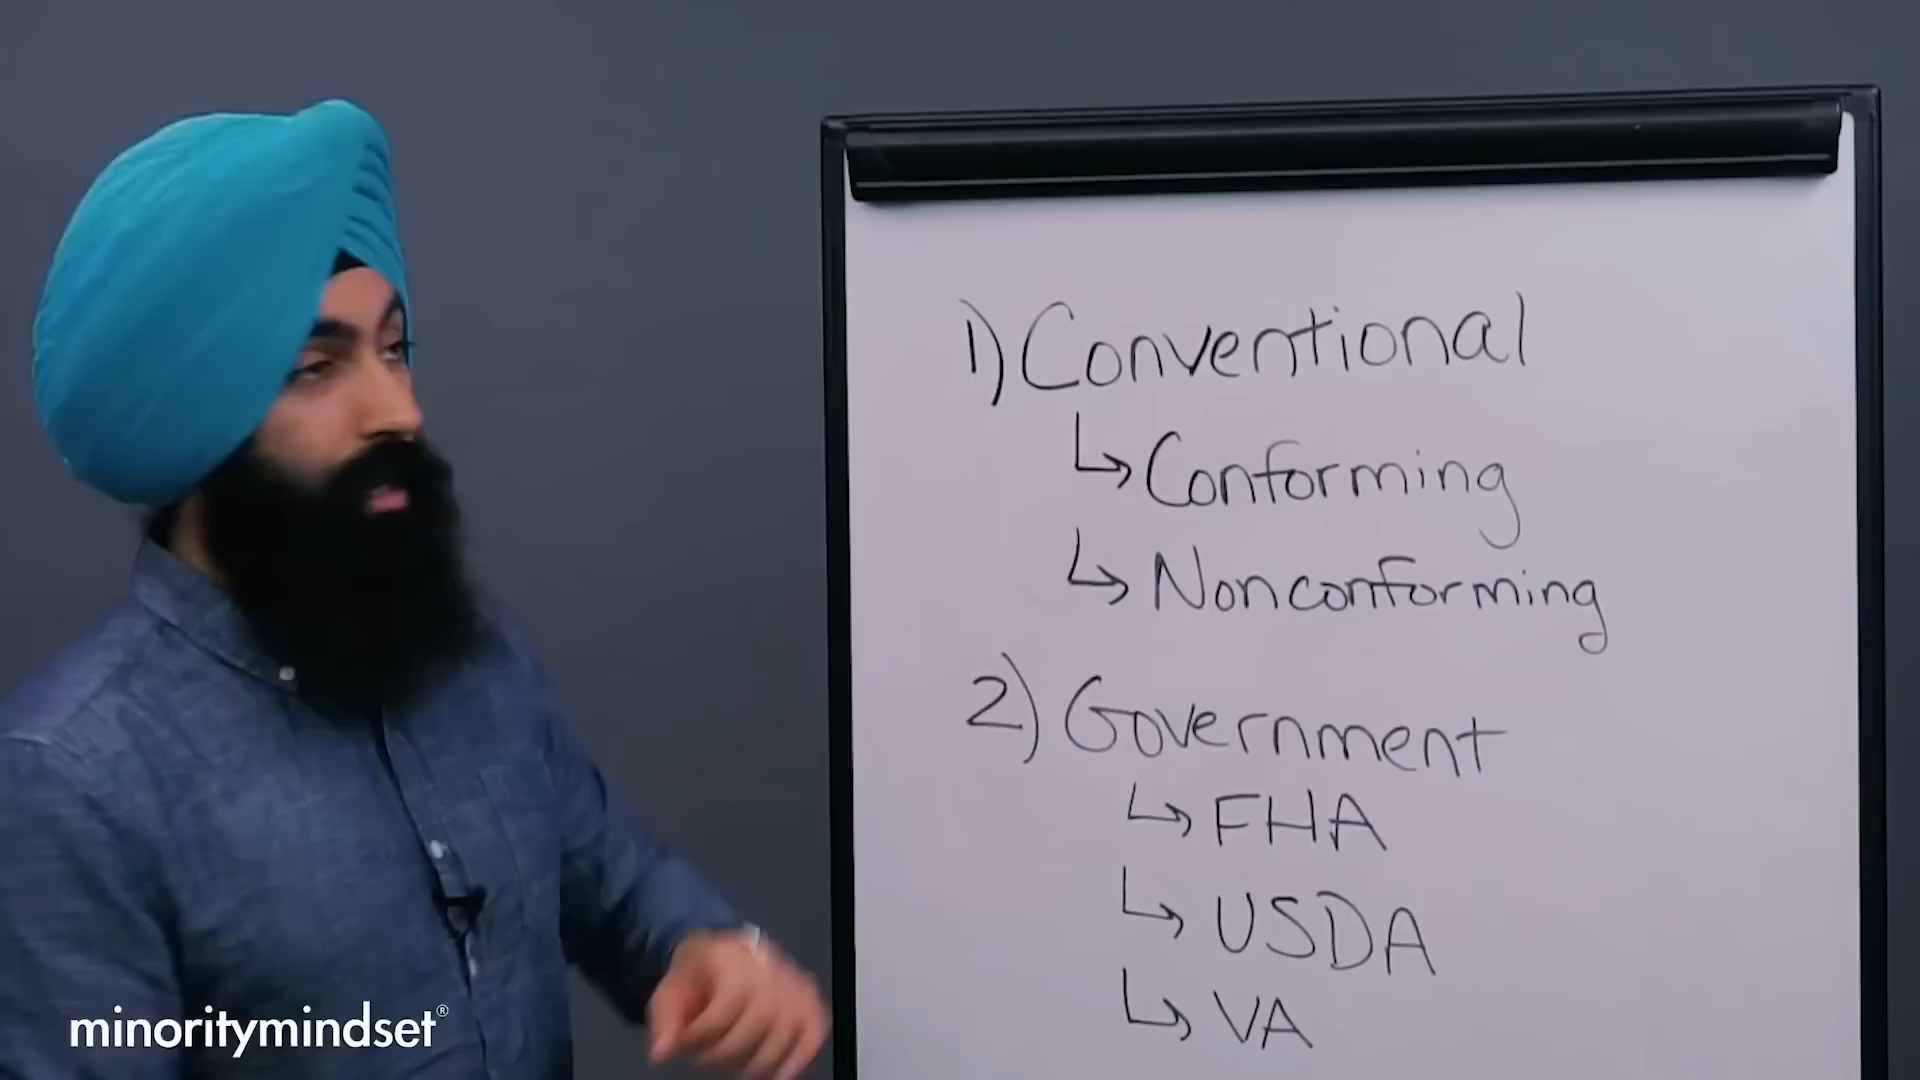 1) Conventional
↳ Conforming
↳ Nonconforming
2) Government
↳ FHA
↳ USDA
↳ VA
minoritymindset®